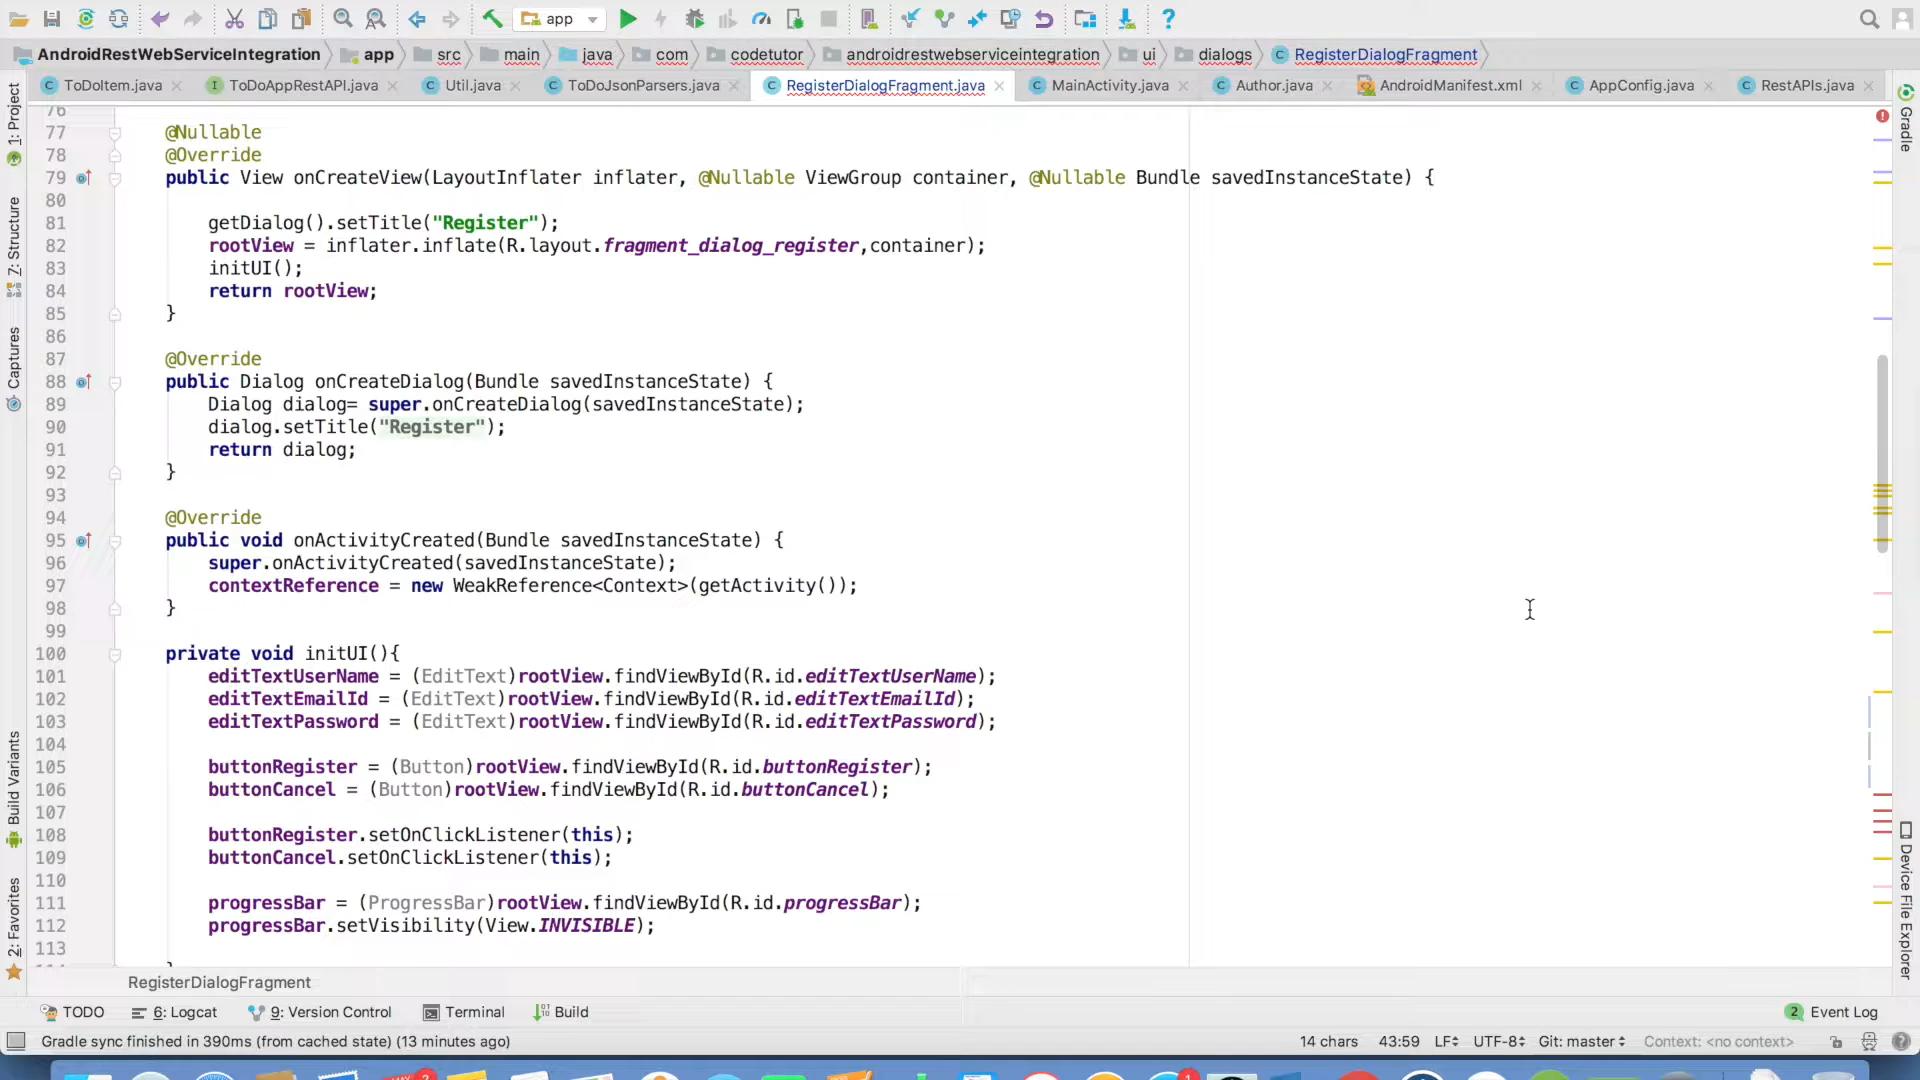 app
AndroidRestWebServiceIntegration app src main java com codetutor androidrestwebserviceintegration ui dialogs RegisterDialogFragment
ToDoItem.java ToDoAppRestAPI.java Util.java ToDoJsonParsers.java RegisterDialogFragment.java MainActivity.java Author.java AndroidManifest.xml AppConfig.java RestAPIs.java
1: Project
7: Structure
Captures
Build Variants
2: Favorites
Gradle
Device File Explorer
76
77 @Nullable
78 @Override
79 public View onCreateView(LayoutInflater inflater, @Nullable ViewGroup container, @Nullable Bundle savedInstanceState) {
80
81 getDialog().setTitle("Register");
82 rootView = inflater.inflate(R.layout.fragment_dialog_register,container);
83 initUI();
84 return rootView;
85 }
86
87 @Override
88 public Dialog onCreateDialog(Bundle savedInstanceState) {
89 Dialog dialog= super.onCreateDialog(savedInstanceState);
90 dialog.setTitle("Register");
91 return dialog;
92 }
93
94 @Override
95 public void onActivityCreated(Bundle savedInstanceState) {
96 super.onActivityCreated(savedInstanceState);
97 contextReference = new WeakReference<Context>(getActivity());
98 }
99
100 private void initUI(){
101 editTextUserName = (EditText)rootView.findViewById(R.id.editTextUserName);
102 editTextEmailId = (EditText)rootView.findViewById(R.id.editTextEmailId);
103 editTextPassword = (EditText)rootView.findViewById(R.id.editTextPassword);
104
105 buttonRegister = (Button)rootView.findViewById(R.id.buttonRegister);
106 buttonCancel = (Button)rootView.findViewById(R.id.buttonCancel);
107
108 buttonRegister.setOnClickListener(this);
109 buttonCancel.setOnClickListener(this);
110
111 progressBar = (ProgressBar)rootView.findViewById(R.id.progressBar);
112 progressBar.setVisibility(View.INVISIBLE);
113
RegisterDialogFragment
TODO 6: Logcat 9: Version Control Terminal Build 2 Event Log
Gradle sync finished in 390ms (from cached state) (13 minutes ago) 14 chars 43:59 LF UTF-8 Git: master Context: <no context>